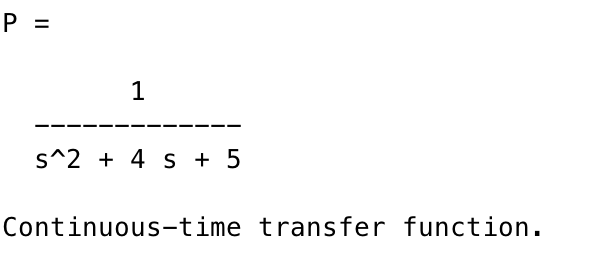 P =
1
-------------
s^2 + 4 s + 5
Continuous-time transfer function.